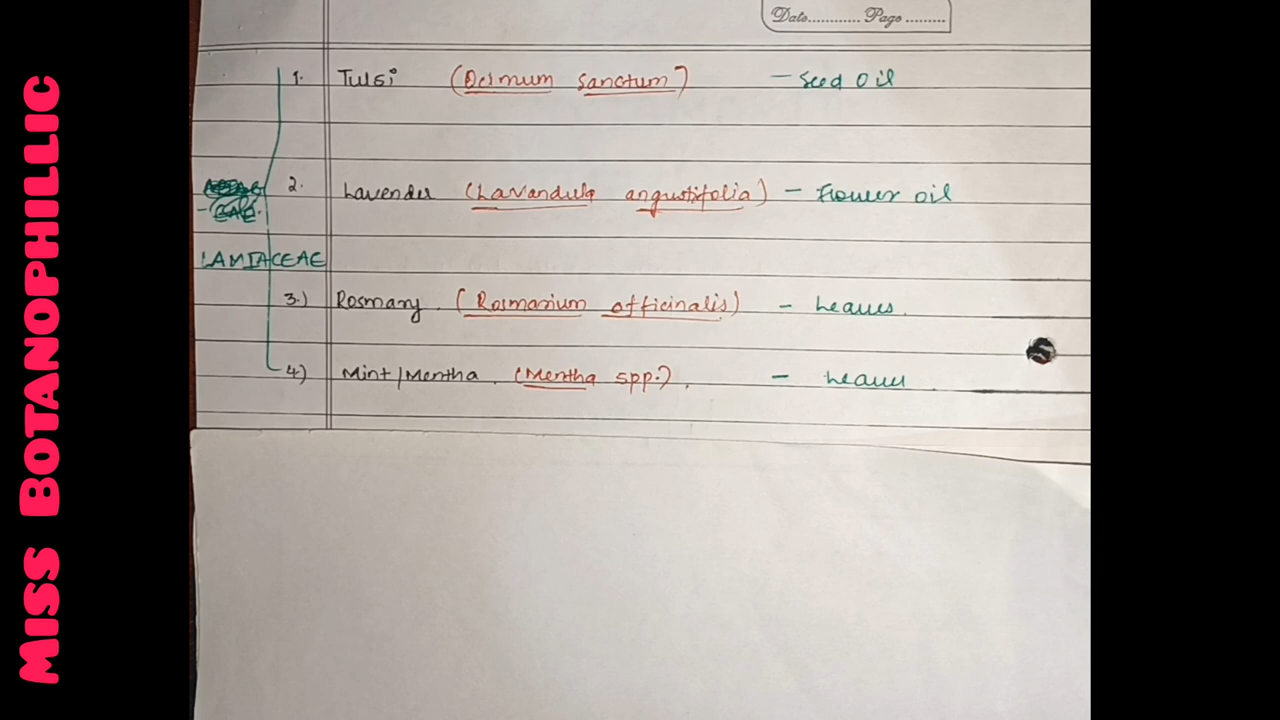 Date............ Page .........
1. Tulsi (Ocimum sanctum) - Seed Oil
2. Lavender (Lavandula angustifolia) - Flower oil
LAMIACEAE
3.) Rosmary. (Rosmarium officinalis) - Leaves.
4) Mint/Mentha. (Mentha spp.). - Leaves.
MISS BOTANOPHILLIC